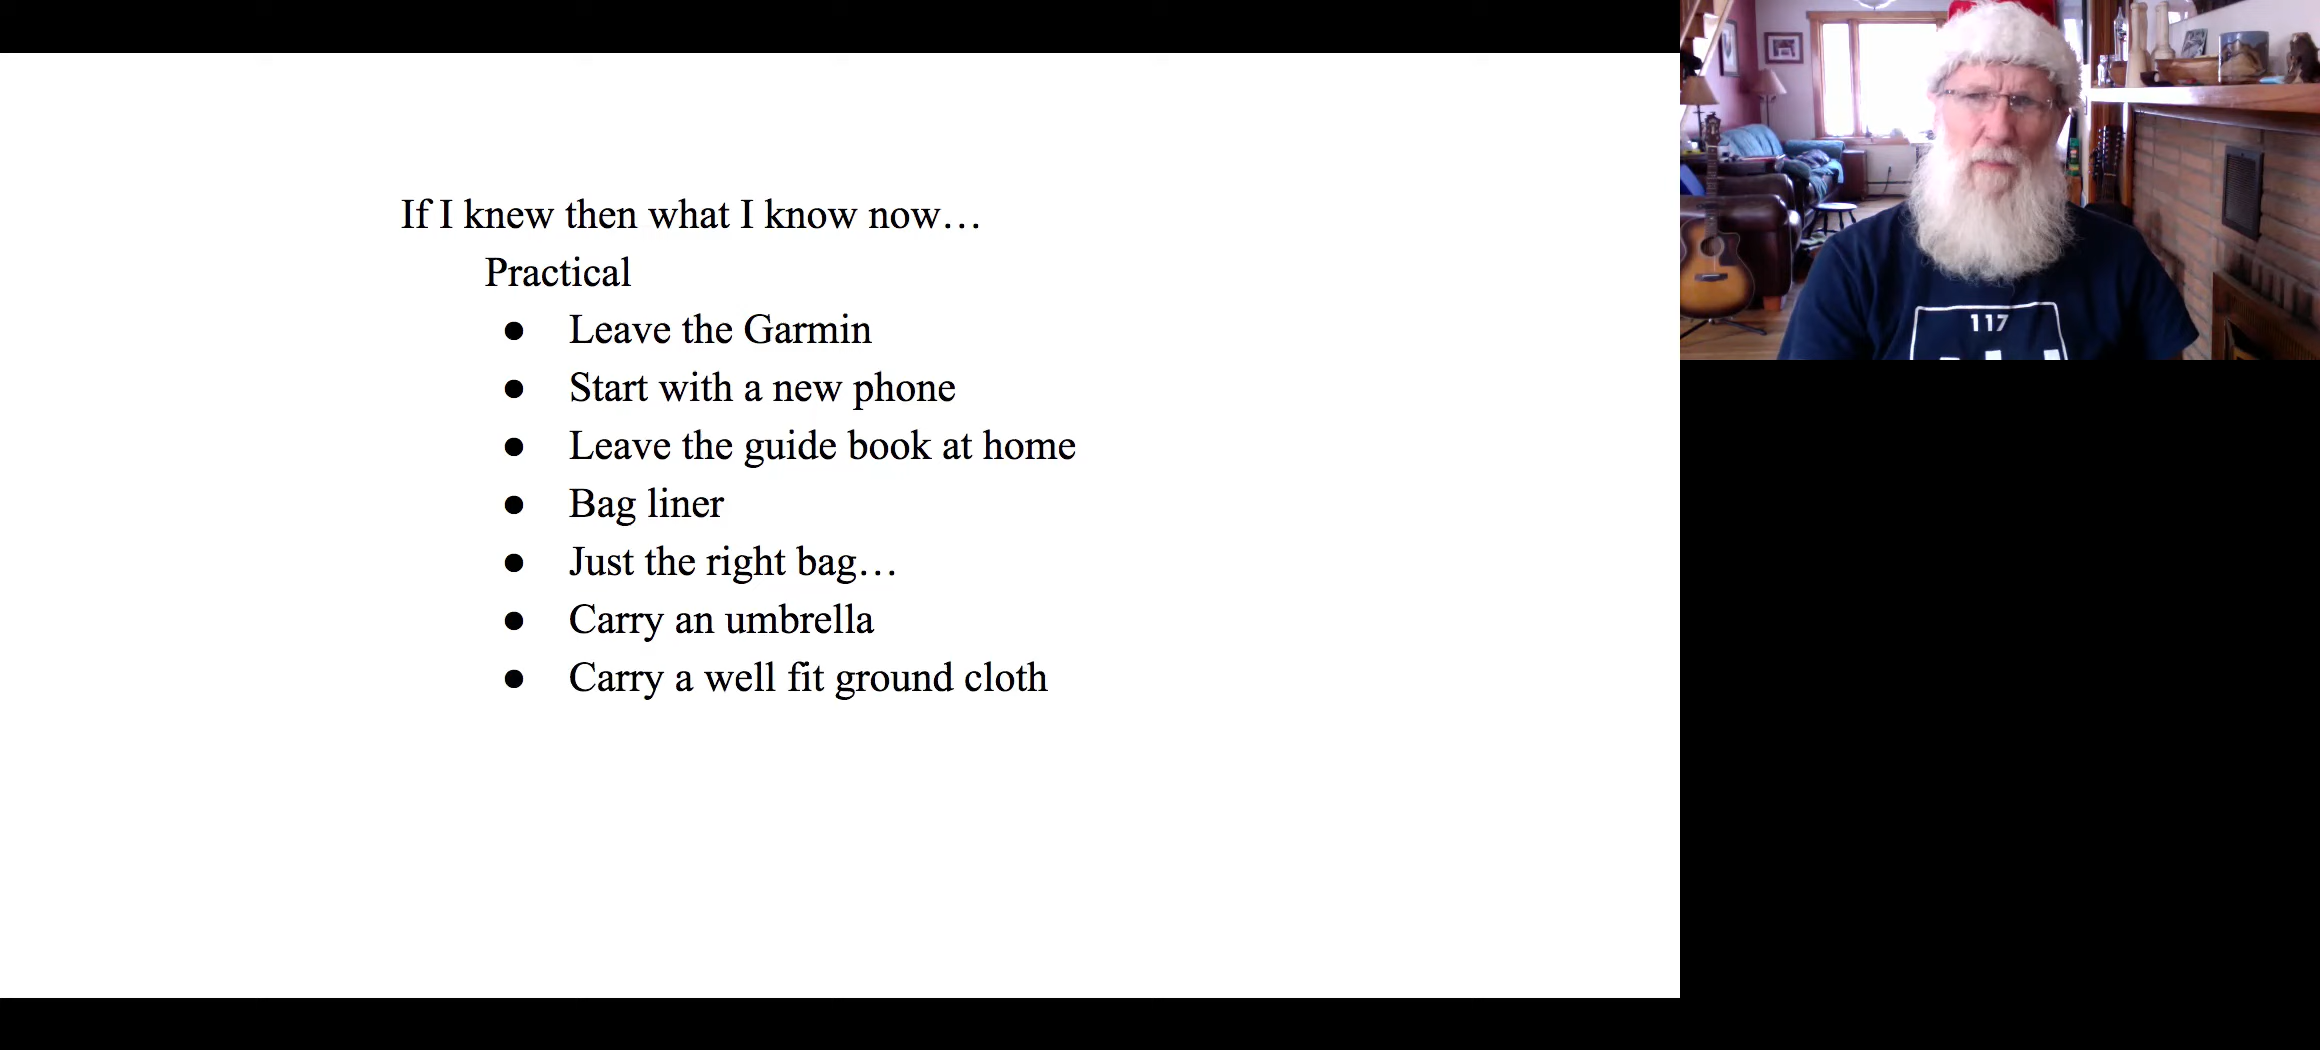 If I knew then what I know now…
Practical
● Leave the Garmin
● Start with a new phone
● Leave the guide book at home
● Bag liner
● Just the right bag…
● Carry an umbrella
● Carry a well fit ground cloth
117